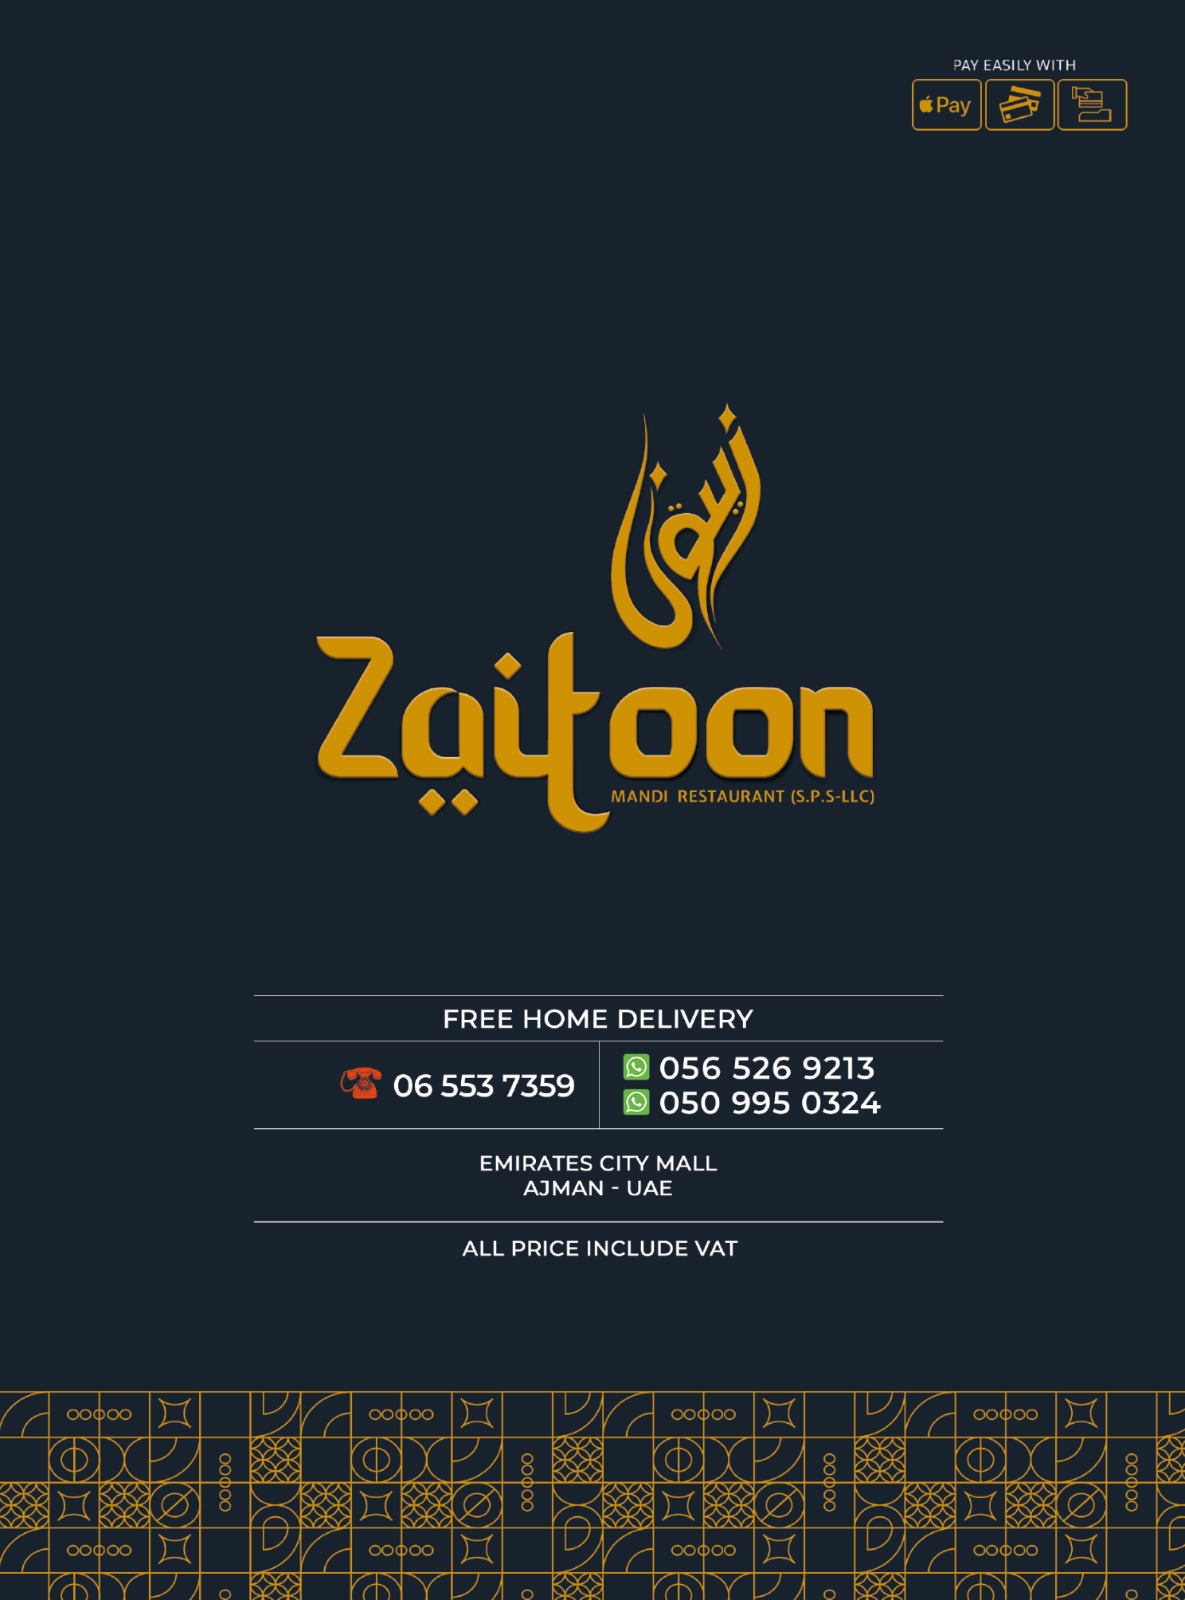 PAY EASILY WITH
Pay
زيتون
Zaitoon
MANDI RESTAURANT (S.P.S-LLC)
FREE HOME DELIVERY
06 553 7359
056 526 9213
050 995 0324
EMIRATES CITY MALL
AJMAN - UAE
ALL PRICE INCLUDE VAT